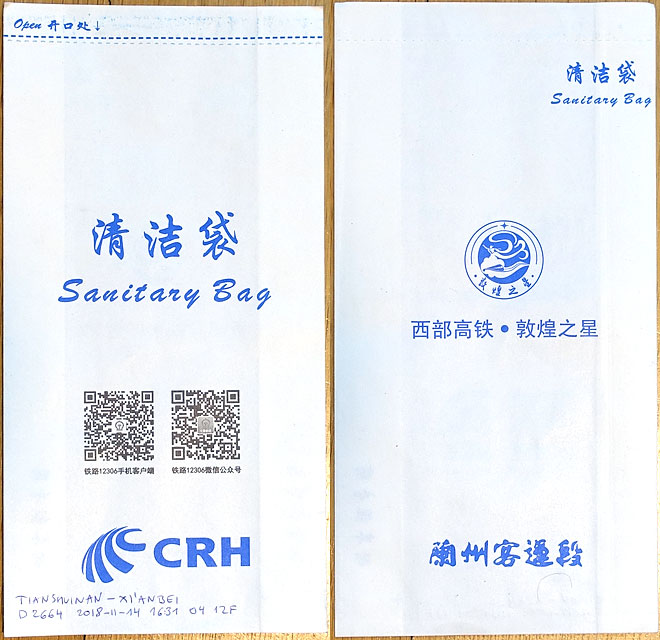 Open 开口处↓
清洁袋
Sanitary Bag
铁路12306手机客户端
铁路12306微信公众号
CRH
TIANSHUINAN - XI'ANBEI
D2664 2018-11-14 1631 04 12F
清洁袋
Sanitary Bag
敦煌之星
西部高铁•敦煌之星
蘭州客運段